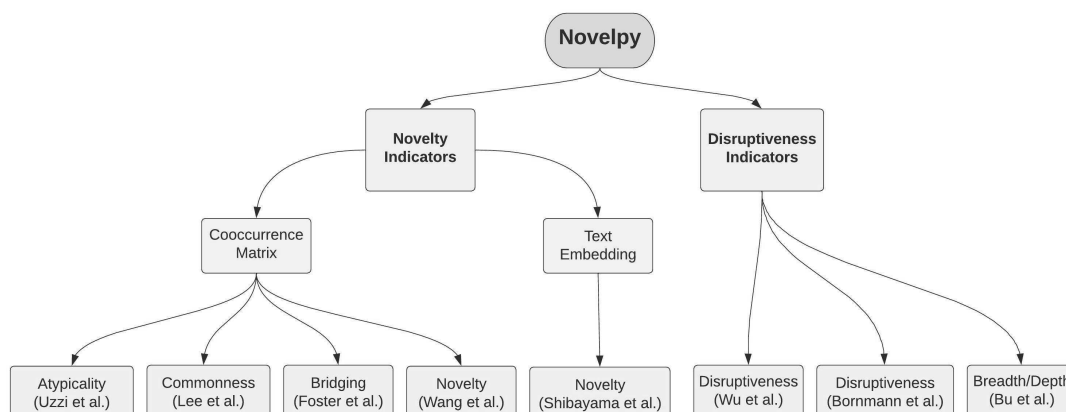 Novelpy
Novelty
Indicators
Disruptiveness
Indicators
Cooccurrence
Matrix
Text
Embedding
Atypicality
(Uzzi et al.)
Commonness
(Lee et al.)
Bridging
(Foster et al.)
Novelty
(Wang et al.)
Novelty
(Shibayama et al.)
Disruptiveness
(Wu et al.)
Disruptiveness
(Bornmann et al.)
Breadth/Depth
(Bu et al.)